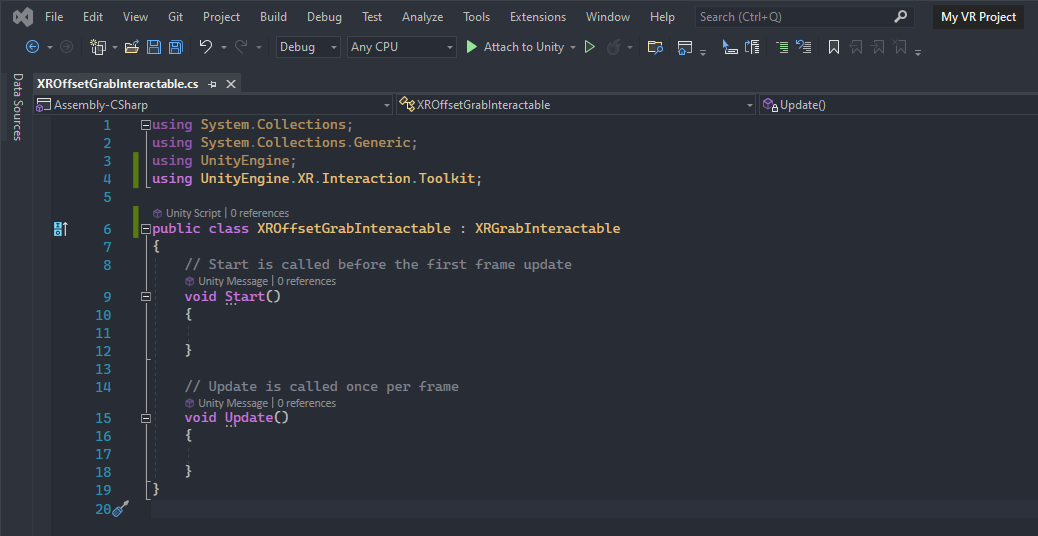 File Edit View Git Project Build Debug Test Analyze Tools Extensions Window Help Search (Ctrl+Q) My VR Project
Debug Any CPU Attach to Unity
Data Sources
XROffsetGrabInteractable.cs
Assembly-CSharp XROffsetGrabInteractable Update()
1 using System.Collections;
2 using System.Collections.Generic;
3 using UnityEngine;
4 using UnityEngine.XR.Interaction.Toolkit;
5
Unity Script | 0 references
6 public class XROffsetGrabInteractable : XRGrabInteractable
7 {
8 // Start is called before the first frame update
Unity Message | 0 references
9 void Start()
10 {
11
12 }
13
14 // Update is called once per frame
Unity Message | 0 references
15 void Update()
16 {
17
18 }
19 }
20